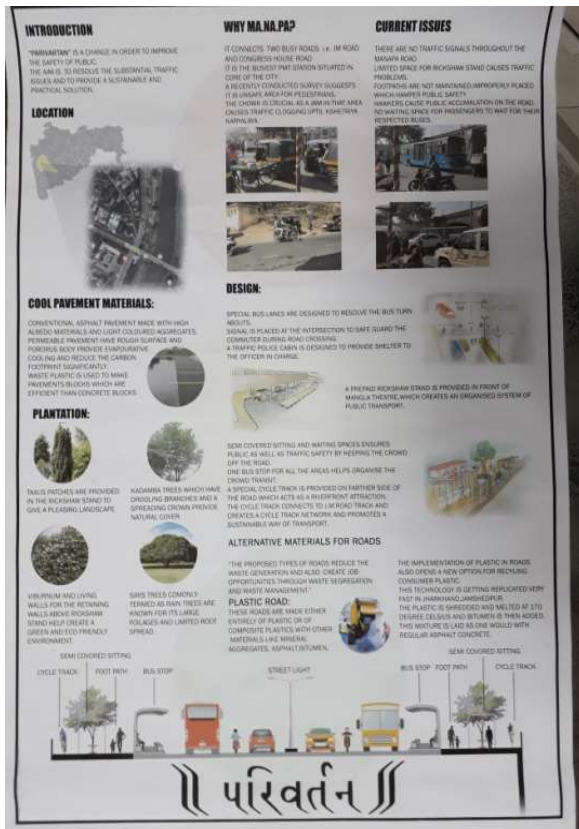 INTRODUCTION
"PARIVARTAN" IS A CHANGE IN ORDER TO IMPROVE
THE SAFETY OF PUBLIC.
THE AIM IS TO RESOLVE THE SUBSTANTIAL TRAFFIC
ISSUES AND TO PROVIDE A SUSTAINABLE AND
PRACTICAL SOLUTION.
LOCATION
WHY MA.NA.PA?
IT CONNECTS TWO BUSY ROADS. i.e. JM ROAD
AND CONGRESS HOUSE ROAD
IT IS THE BUSIEST PMT STATION SITUATED IN
CORE OF THE CITY.
A RECENTLY CONDUCTED SURVEY SUGGESTS
IT IS UNSAFE AREA FOR PEDESTRIANS.
THE CHOWK IS CRUCIAL AS A JAM IN THAT AREA
CAUSES TRAFFIC CLOGGING UPTIL KSHETRIYA
KARYALAYA.
CURRENT ISSUES
THERE ARE NO TRAFFIC SIGNALS THROUGHOUT THE
MANAPA ROAD
LIMITED SPACE FOR RICKSHAW STAND CAUSES TRAFFIC
PROBLEMS.
FOOTPATHS ARE NOT MAINTAINED,IMPROPERLY PLACED
WHICH HAMPER PUBLIC SAFETY
HAWKERS CAUSE PUBLIC ACCUMALATION ON THE ROAD.
NO WAITING SPACE FOR PASSENGERS TO WAIT FOR THEIR
RESPECTED BUSES.
COOL PAVEMENT MATERIALS:
CONVENTIONAL ASPHALT PAVEMENT MADE WITH HIGH
ALBEDO MATERIALS AND LIGHT COLOURED AGGREGATES.
PERMEABLE PAVEMENT HAVE ROUGH SURFACE AND
POROUS BODY PROVIDE EVAPOURATIVE
COOLING AND REDUCE THE CARBON
FOOTPRINT SIGNIFICANTLY.
WASTE PLASTIC IS USED TO MAKE
PAVEMENTS BLOCKS WHICH ARE
EFFICIENT THAN CONCRETE BLOCKS
DESIGN:
SPECIAL BUS LANES ARE DESIGNED TO RESOLVE THE BUS TURN
ABOUTS.
SIGNAL IS PLACED AT THE INTERSECTION TO SAFE GUARD THE
COMMUTER DURING ROAD CROSSING.
A TRAFFIC POLICE CABIN IS DESIGNED TO PROVIDE SHELTER TO
THE OFFICER IN CHARGE.
A PREPAID RICKSHAW STAND IS PROVIDED IN FRONT OF
MANGLA THEATRE,WHICH CREATES AN ORGANISED SYSTEM OF
PUBLIC TRANSPORT.
SEMI COVERED SITTING AND WAITING SPACES ENSURES
PUBLIC AS WELL AS TRAFFIC SAFETY BY KEEPING THE CROWD
OFF THE ROAD.
ONE BUS STOP FOR ALL THE AREAS HELPS ORGANISE THE
CROWD TRANSIT.
A SPECIAL CYCLE TRACK IS PROVIDED ON FARTHER SIDE OF
THE ROAD WHICH ACTS AS A RIVERFRONT ATTRACTION.
THE CYCLE TRACK CONNECTS TO J.M ROAD TRACK AND
CREATES A CYCLE TRACK NETWORK AND PROMOTES A
SUSTAINABLE WAY OF TRANSPORT.
PLANTATION:
PATCHES ARE PROVIDED
IN THE RICKSHAW STAND TO
GIVE A PLEASING LANDSCAPE.
KADAMBA TREES WHICH HAVE
DROOLING BRANCHES AND A
SPREADING CROWN PROVIDE
NATURAL COVER.
VIBURNUM AND LIVING
WALLS FOR THE RETAINING
WALLS ABOVE RICKSHAW
STAND HELP CREATE A
GREEN AND ECO FRIENDLY
ENVIRONMENT.
SIRIS TREES COMONLY
TERMED AS RAIN TREES ARE
KNOWN FOR ITS LARGE
FOILAGES AND LIMITED ROOT
SPREAD.
ALTERNATIVE MATERIALS FOR ROADS
"THE PROPOSED TYPES OF ROADS REDUCE THE
WASTE GENERATION AND ALSO CREATE JOB
OPPORTUNITIES THROUGH WASTE SEGREGATION
AND WASTE MANAGEMENT."
PLASTIC ROAD:
THESE ROADS ARE MADE EITHER
ENTIRELY OF PLASTIC OR OF
COMPOSITE PLASTICS WITH OTHER
MATERIALS LIKE MINERAL
AGGREGATES, ASPHALT,BITUMEN.
THE IMPLEMENTATION OF PLASTIC IN ROADS
ALSO OPENS A NEW OPTION FOR RECYLING
CONSUMER PLASTIC.
THIS TECHNOLOGY IS GETTING REPLICATED VERY
FAST IN JHARKHAND,JAMSHEDPUR.
THE PLASTIC IS SHREDDED AND MELTED AT 170
DEGREE CELSIUS AND BITUMEN IS THEN ADDED.
THIS MIXTURE IS LAID AS ONE WOULD WITH
REGULAR ASPHALT CONCRETE.
SEMI COVERED SITTING
CYCLE TRACK FOOT PATH BUS STOP
STREET LIGHT
SEMI COVERED SITTING
BUS STOP FOOT PATH CYCLE TRACK
परिवर्तन